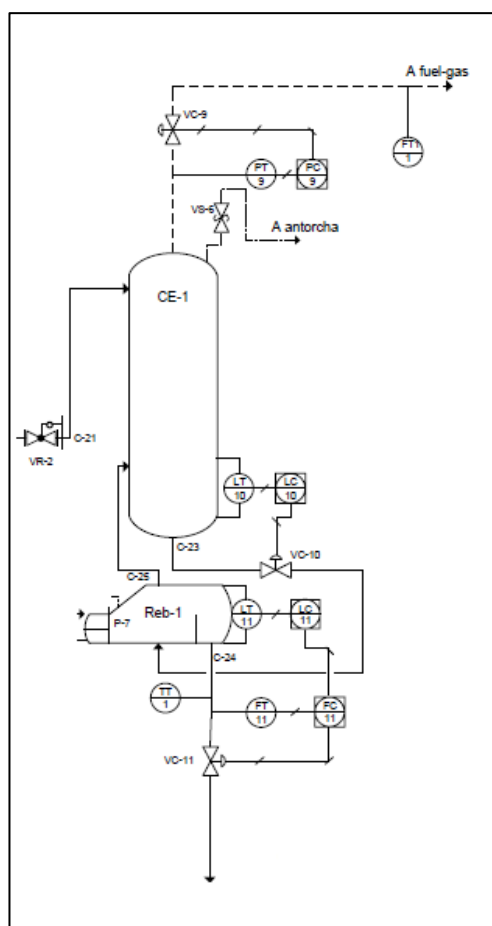 A fuel-gas
VC-9
FT1
1
PT
9
PC
9
VS-5
A antorcha
CE-1
C-21
VR-2
LT
10
LC
10
C-23
VC-10
C-25
Reb-1
P-7
LT
11
LC
11
C-24
TT
1
FT
11
FC
11
VC-11